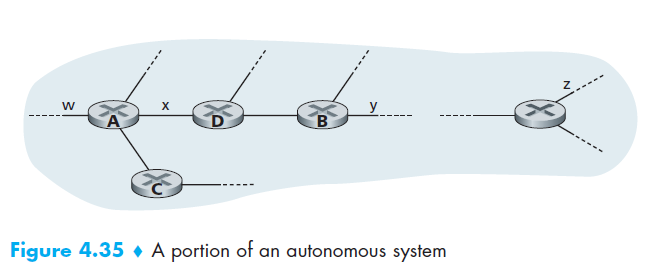 z
w
x
y
A
D
B
C
Figure 4.35 ♦ A portion of an autonomous system